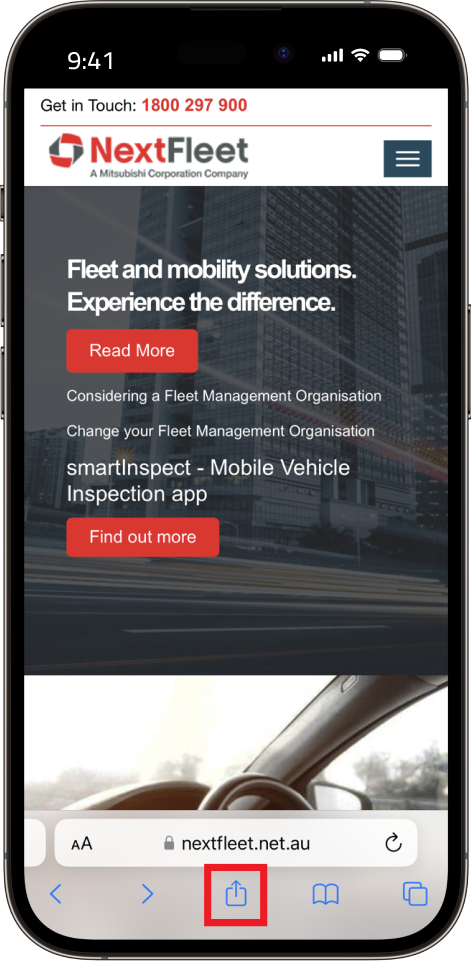 9:41
Get in Touch: 1800 297 900
NextFleet
A Mitsubishi Corporation Company
Fleet and mobility solutions.
Experience the difference.
Read More
Considering a Fleet Management Organisation
Change your Fleet Management Organisation
smartInspect - Mobile Vehicle
Inspection app
Find out more
AA
nextfleet.net.au